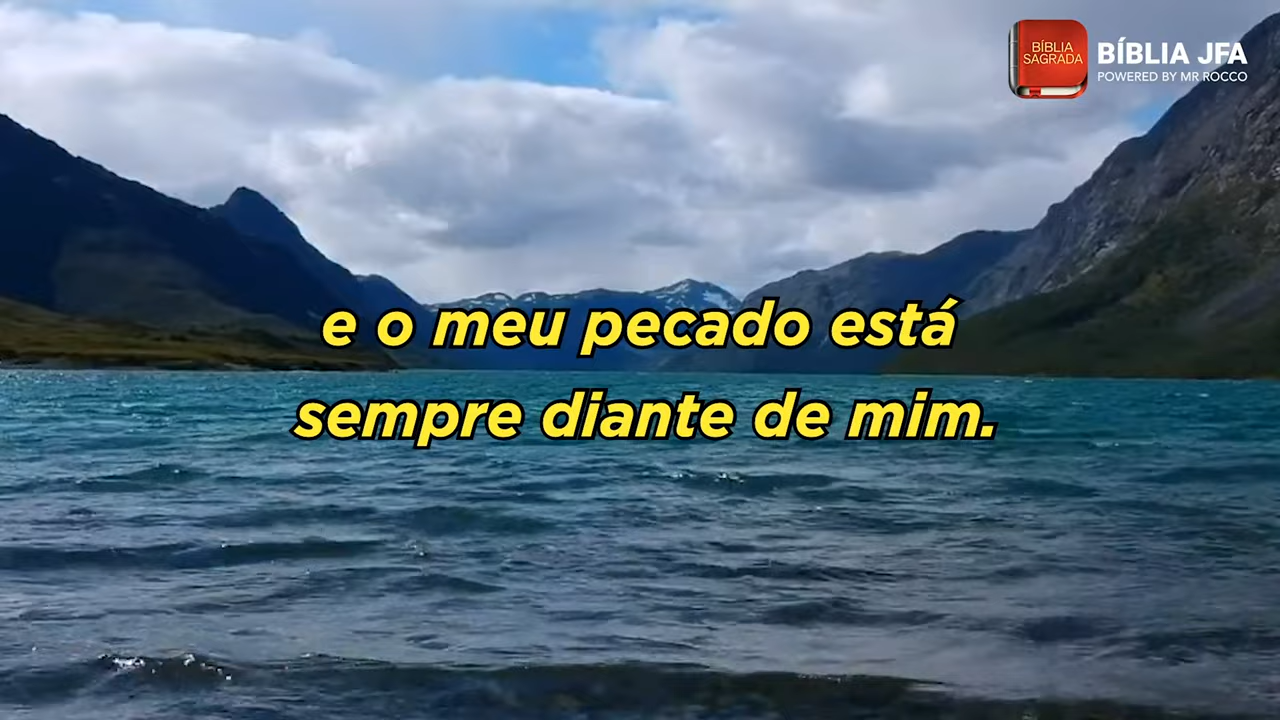 BÍBLIA
SAGRADA
BÍBLIA JFA
POWERED BY MR ROCCO
e o meu pecado está
sempre diante de mim.